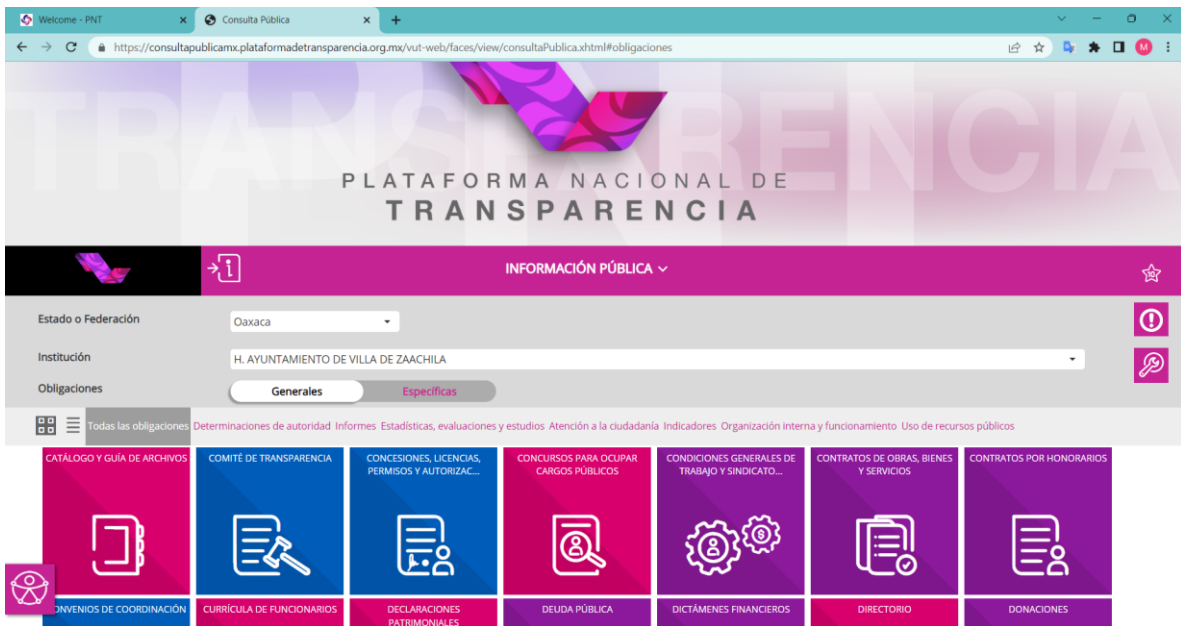 Welcome - PNT
Consulta Pública
https://consultapublicamx.plataformadetransparencia.org.mx/vut-web/faces/view/consultaPublica.xhtml#obligaciones
M
TRANSPARENCIA
PLATAFORMA NACIONAL DE
TRANSPARENCIA
INFORMACIÓN PÚBLICA
Estado o Federación
Oaxaca
Institución
H. AYUNTAMIENTO DE VILLA DE ZAACHILA
Obligaciones
Generales
Específicas
Todas las obligaciones Determinaciones de autoridad Informes Estadísticas, evaluaciones y estudios Atención a la ciudadanía Indicadores Organización interna y funcionamiento Uso de recursos públicos
CATÁLOGO Y GUÍA DE ARCHIVOS
COMITÉ DE TRANSPARENCIA
CONCESIONES, LICENCIAS,
PERMISOS Y AUTORIZAC...
CONCURSOS PARA OCUPAR
CARGOS PÚBLICOS
CONDICIONES GENERALES DE
TRABAJO Y SINDICATO...
CONTRATOS DE OBRAS, BIENES
Y SERVICIOS
CONTRATOS POR HONORARIOS
ONVENIOS DE COORDINACIÓN
CURRÍCULA DE FUNCIONARIOS
DECLARACIONES
PATRIMONIALES
DEUDA PÚBLICA
DICTÁMENES FINANCIEROS
DIRECTORIO
DONACIONES